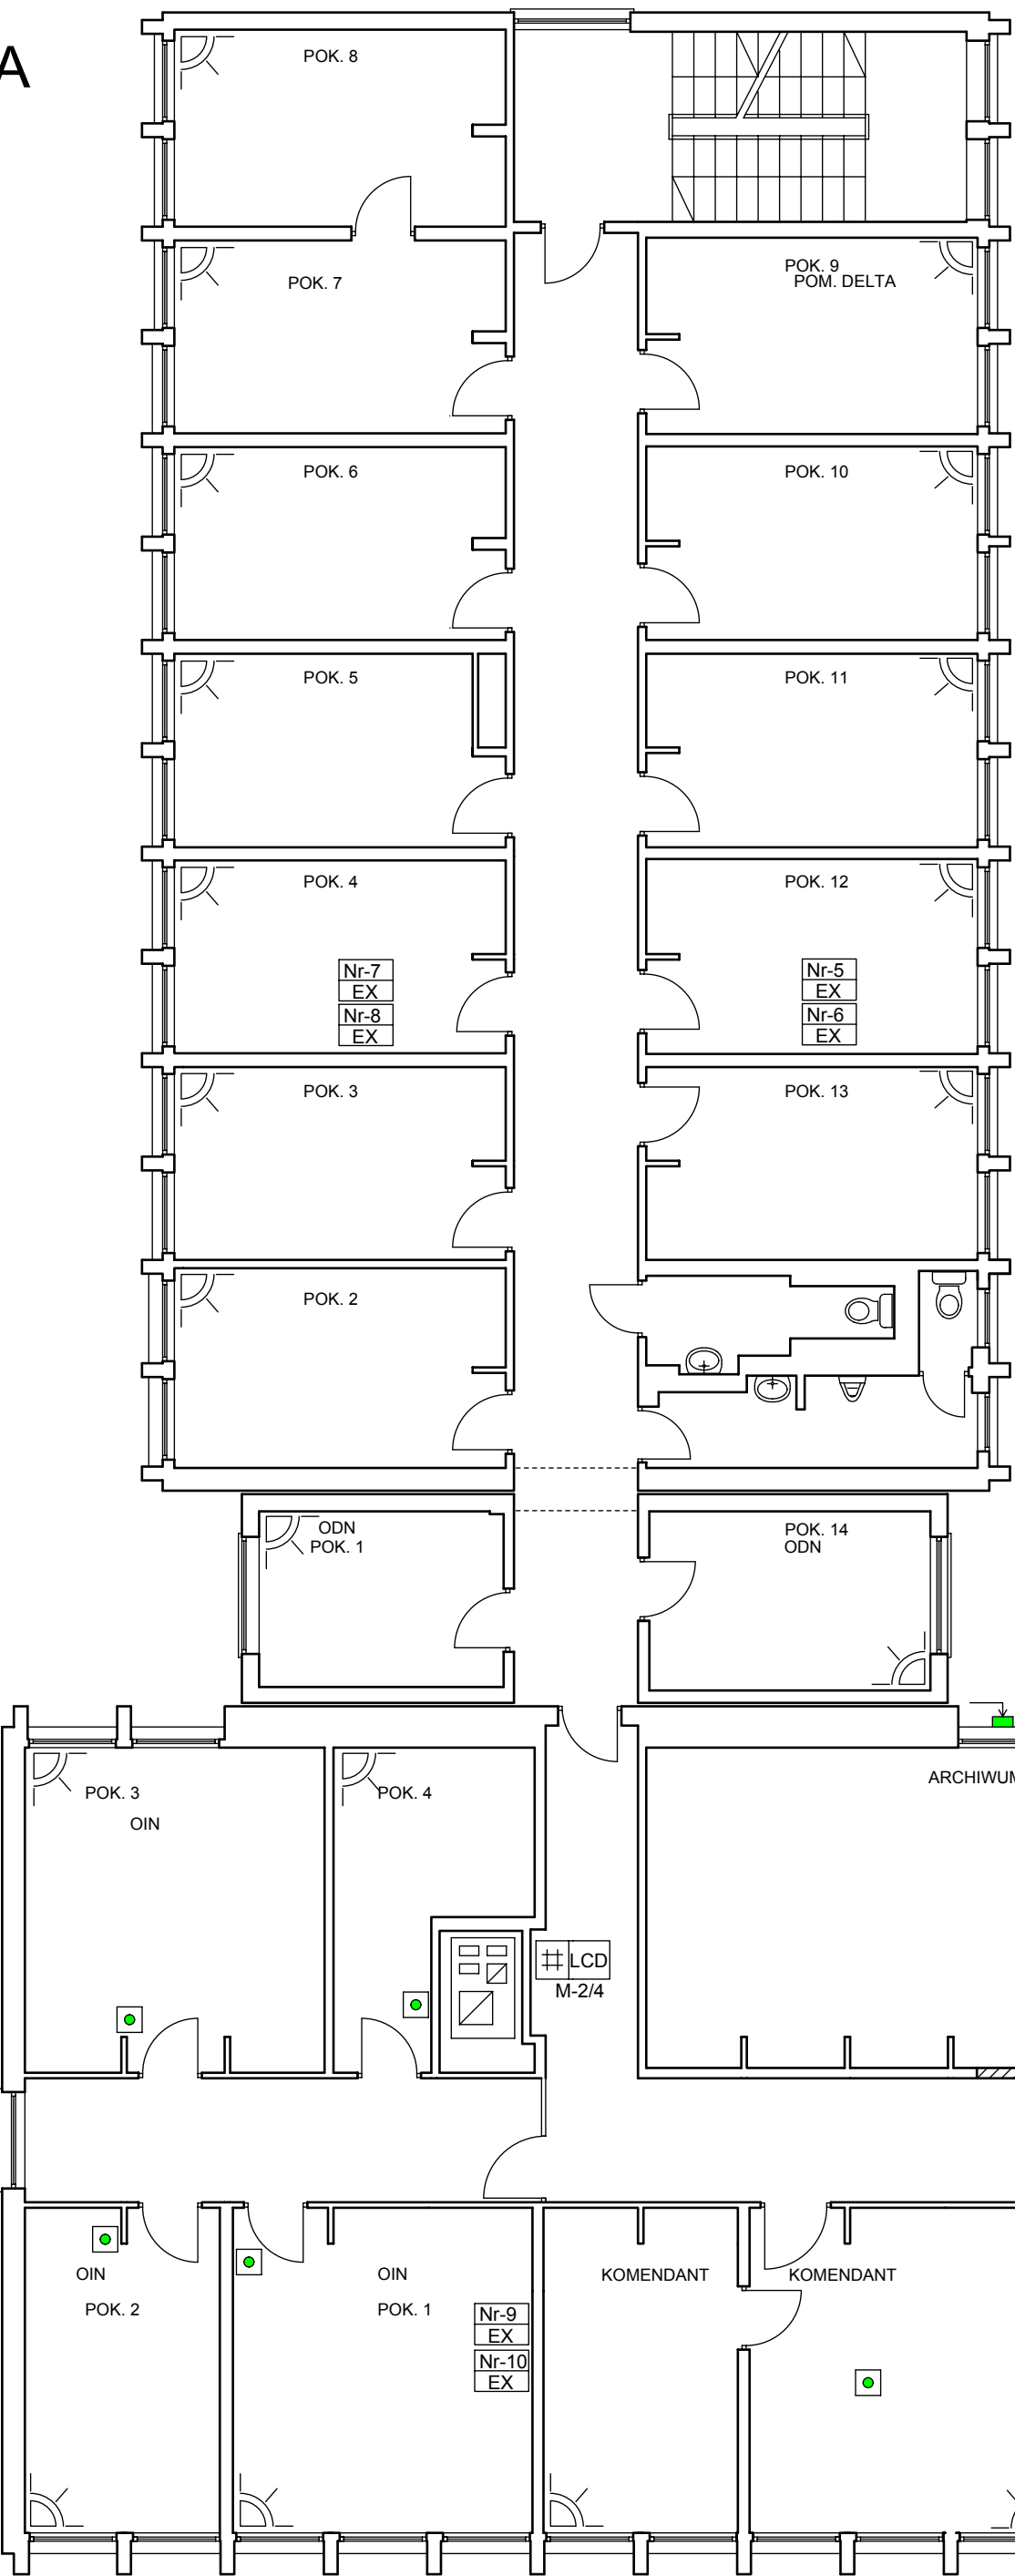 A
POK. 8
POK. 7
POK. 9
POM. DELTA
POK. 6
POK. 10
POK. 5
POK. 11
POK. 4
POK. 12
Nr-7
EX
Nr-8
EX
Nr-5
EX
Nr-6
EX
POK. 3
POK. 13
POK. 2
ODN
POK. 1
POK. 14
ODN
POK. 3
OIN
POK. 4
ARCHIWUM
LCD
M-2/4
OIN
POK. 2
OIN
POK. 1
KOMENDANT
KOMENDANT
Nr-9
EX
Nr-10
EX